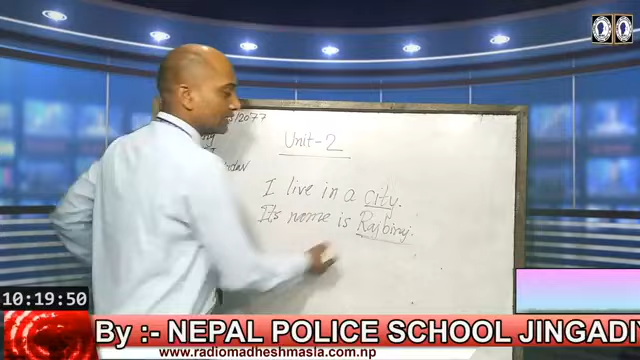 /2077
Unit-2
I live in a city.
Its name is Rajbiraj.
10:19:50
By :- NEPAL POLICE SCHOOL JINGADI
www.radiomadheshmasla.com.np